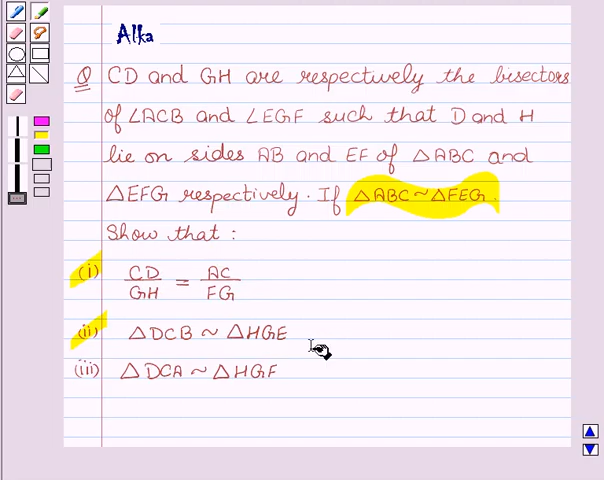 Alka
Q CD and GH are respectively the bisectors
of ∠ACB and ∠EGF such that D and H
lie on sides AB and EF of △ABC and
△EFG respectively. If △ABC ~ △FEG.
Show that :
(i) CD/GH = AC/FG
(ii) △DCB ~ △HGE
(iii) △DCA ~ △HGF